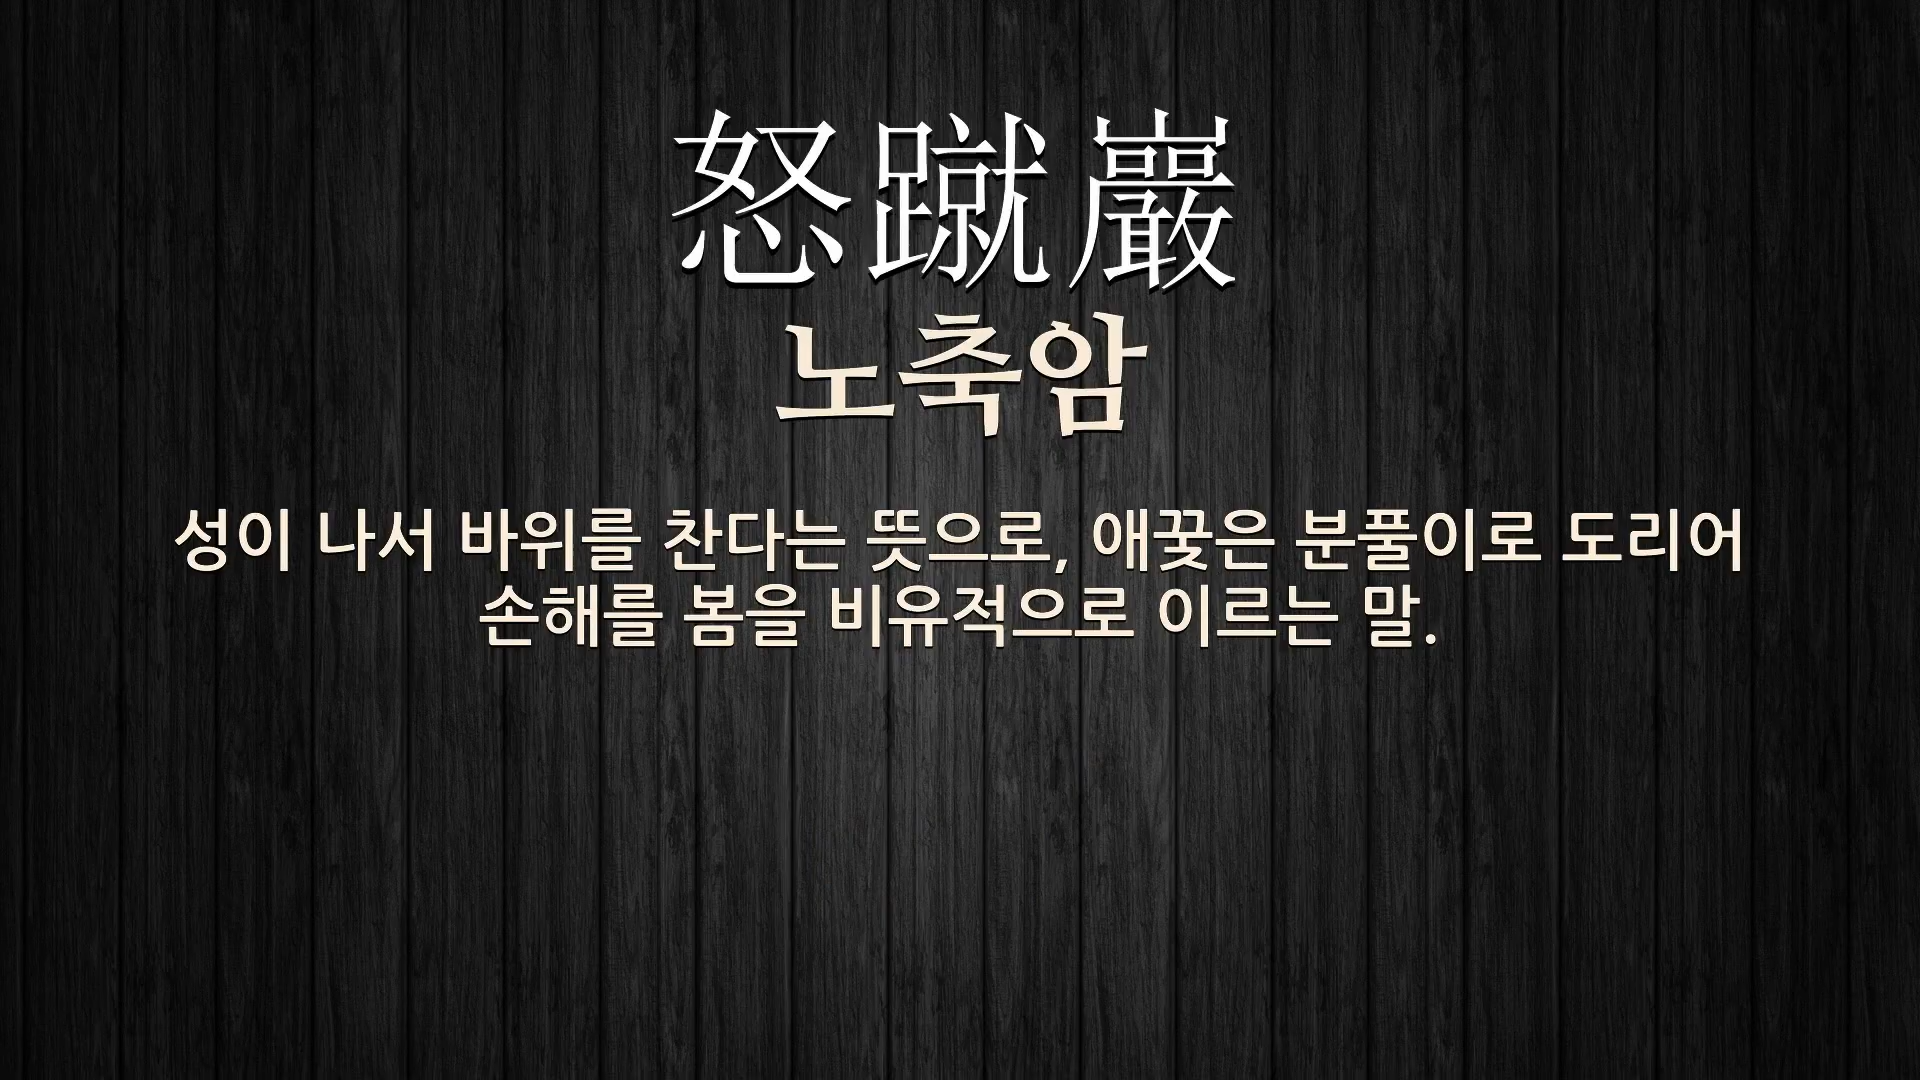 怒蹴巖
노축암
성이 나서 바위를 찬다는 뜻으로, 애꿎은 분풀이로 도리어
손해를 봄을 비유적으로 이르는 말.